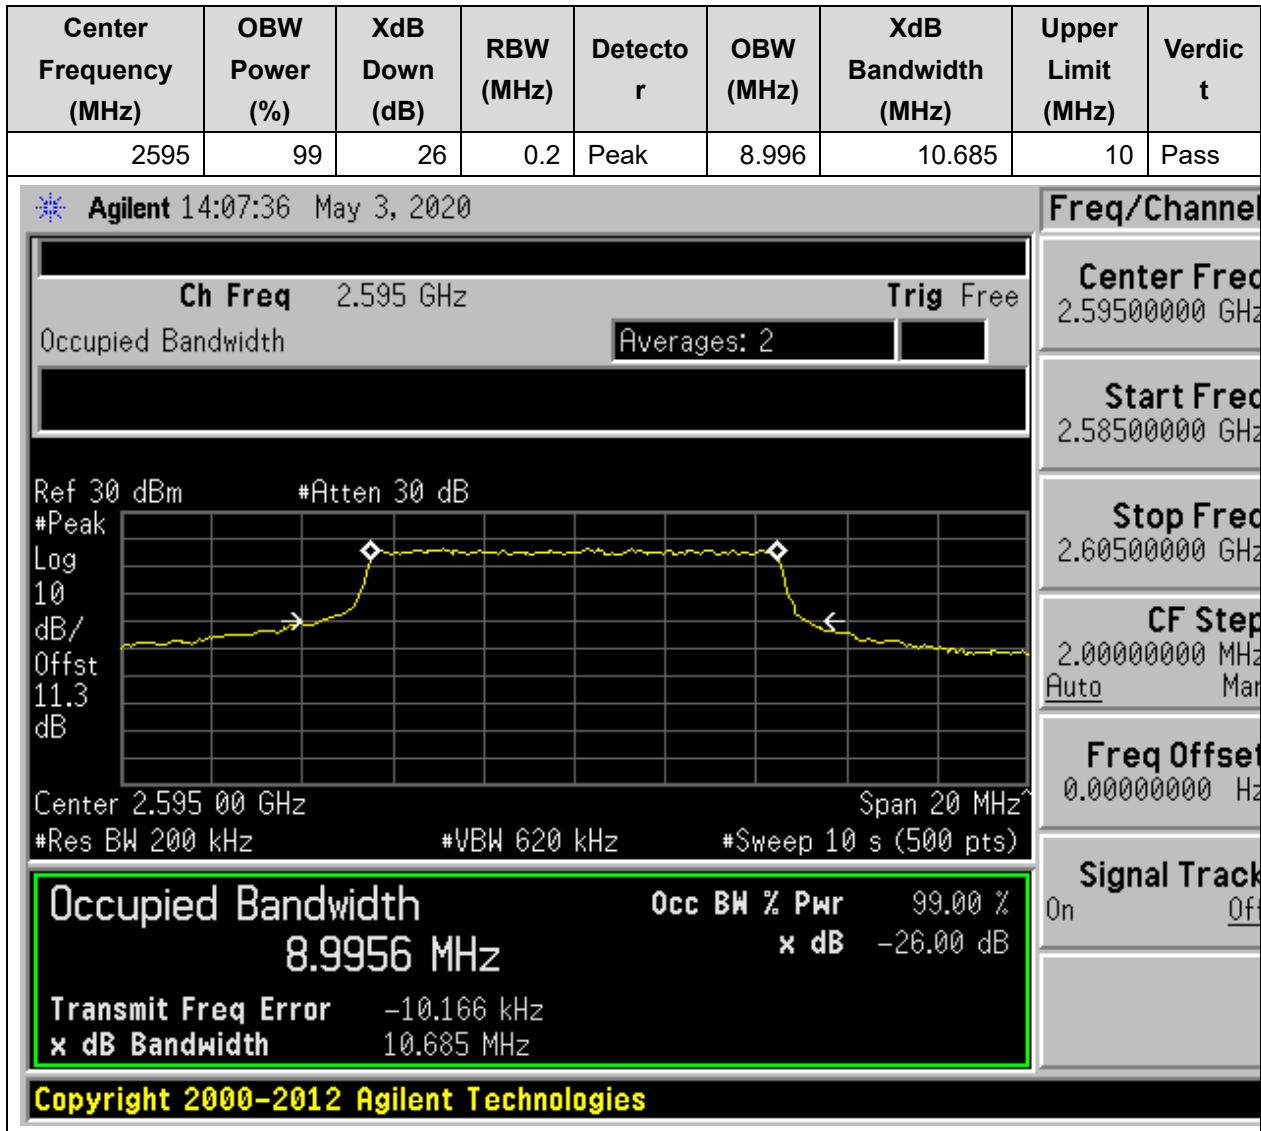 Center Frequency (MHz) OBW Power (%) XdB Down (dB) RBW (MHz) Detector OBW (MHz) XdB Bandwidth (MHz) Upper Limit (MHz) Verdict
2595 99 26 0.2 Peak 8.996 10.685 10 Pass
Agilent 14:07:36 May 3, 2020
Freq/Channel
Ch Freq 2.595 GHz Trig Free
Occupied Bandwidth Averages: 2
Center Freq
2.59500000 GHz
Start Freq
2.58500000 GHz
Stop Freq
2.60500000 GHz
CF Step
2.00000000 MHz
Auto Man
Freq Offset
0.00000000 Hz
Signal Track
On Off
Ref 30 dBm #Atten 30 dB
#Peak
Log
10
dB/
Offst
11.3
dB
Center 2.595 00 GHz Span 20 MHz^
#Res BW 200 kHz #VBW 620 kHz #Sweep 10 s (500 pts)
Occupied Bandwidth Occ BW % Pwr 99.00 %
8.9956 MHz x dB -26.00 dB
Transmit Freq Error -10.166 kHz
x dB Bandwidth 10.685 MHz
Copyright 2000-2012 Agilent Technologies